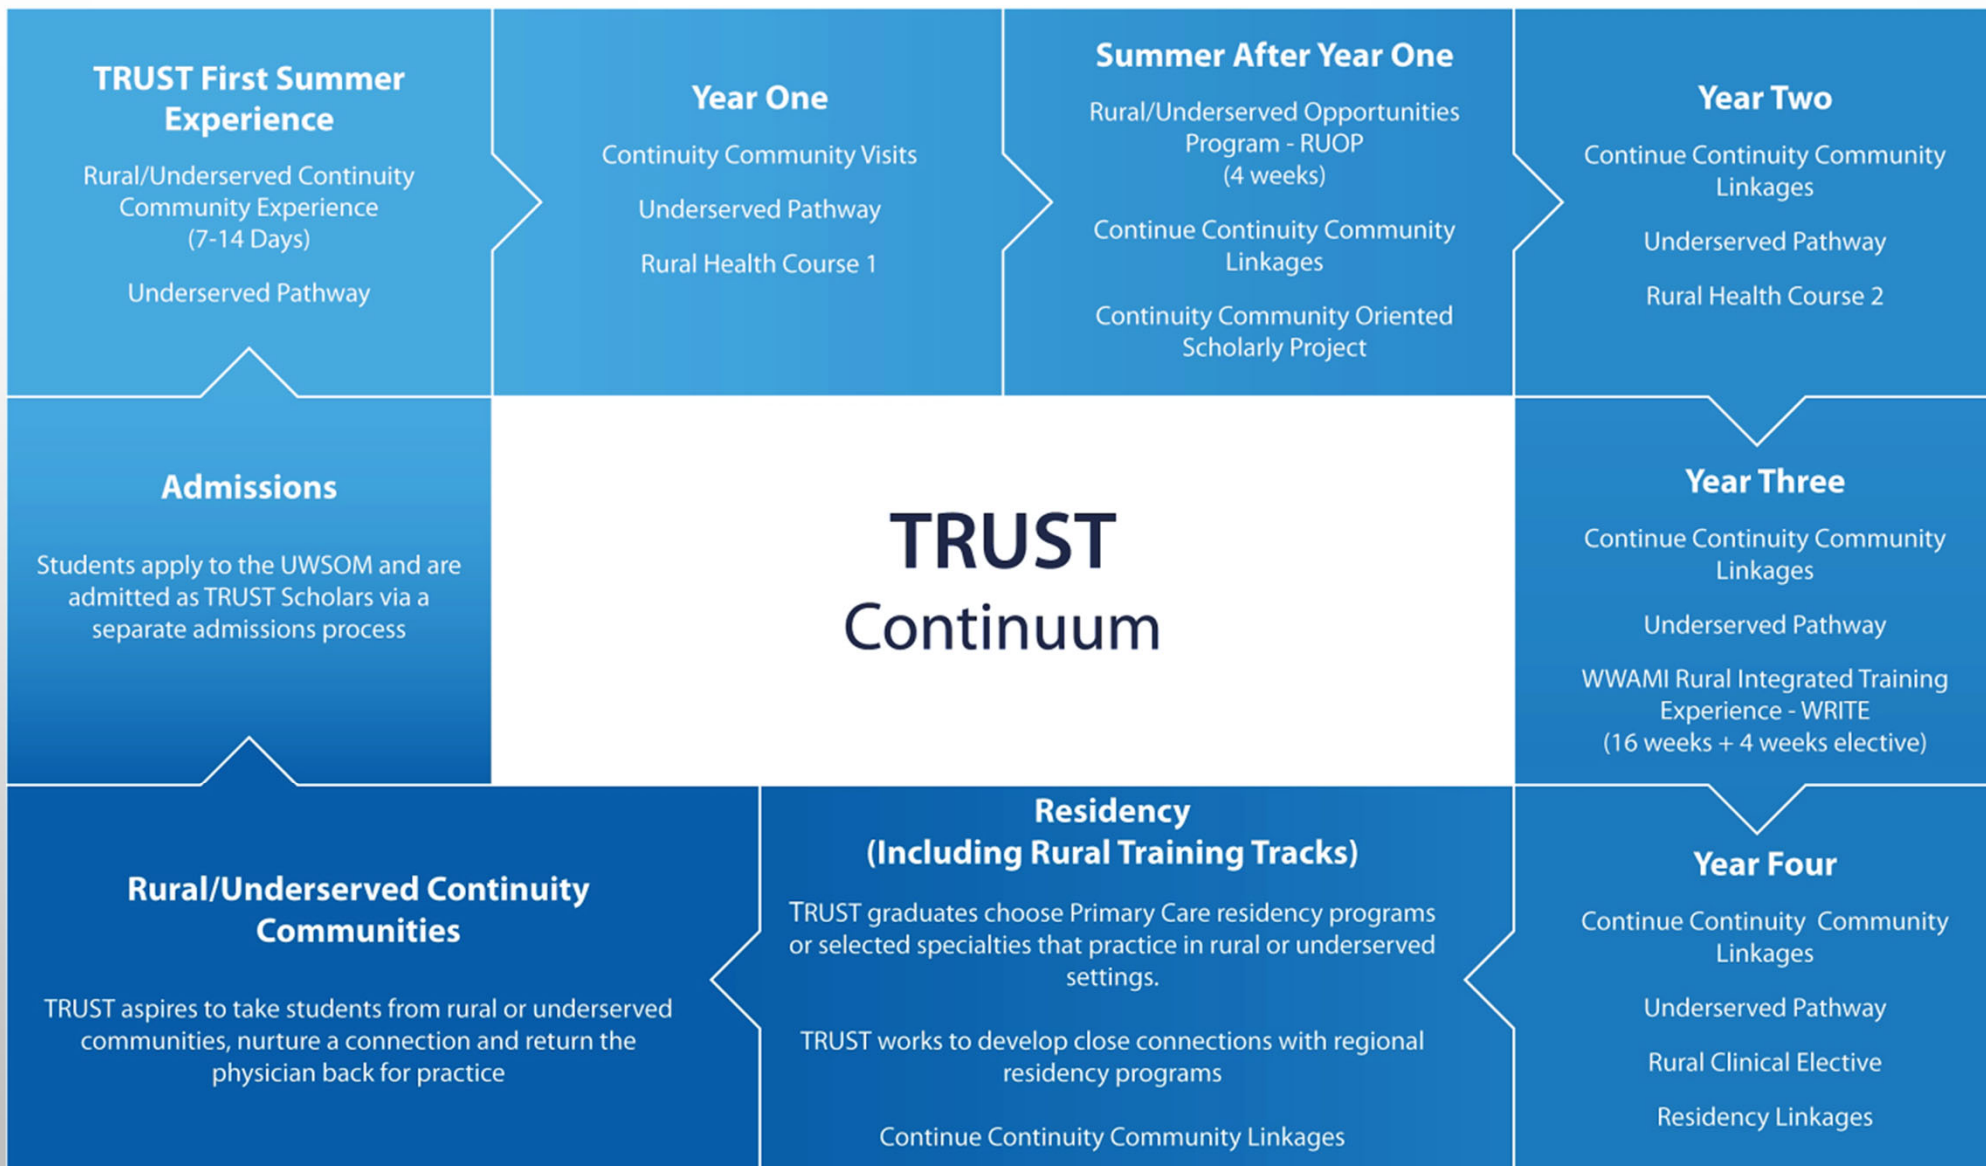 TRUST First Summer
Experience
Rural/Underserved Continuity
Community Experience
(7-14 Days)
Underserved Pathway
Year One
Continuity Community Visits
Underserved Pathway
Rural Health Course 1
Summer After Year One
Rural/Underserved Opportunities
Program - RUOP
(4 weeks)
Continue Continuity Community
Linkages
Continuity Community Oriented
Scholarly Project
Year Two
Continue Continuity Community
Linkages
Underserved Pathway
Rural Health Course 2
Admissions
Students apply to the UWSOM and are
admitted as TRUST Scholars via a
separate admissions process
TRUST
Continuum
Year Three
Continue Continuity Community
Linkages
Underserved Pathway
WWAMI Rural Integrated Training
Experience - WRITE
(16 weeks + 4 weeks elective)
Rural/Underserved Continuity
Communities
TRUST aspires to take students from rural or underserved
communities, nurture a connection and return the
physician back for practice
Residency
(Including Rural Training Tracks)
TRUST graduates choose Primary Care residency programs
or selected specialties that practice in rural or underserved
settings.
TRUST works to develop close connections with regional
residency programs
Continue Continuity Community Linkages
Year Four
Continue Continuity Community
Linkages
Underserved Pathway
Rural Clinical Elective
Residency Linkages